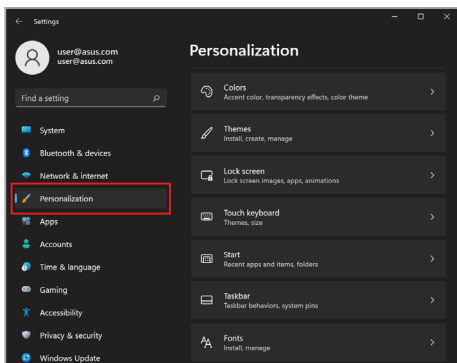 Settings
user@asus.com
user@asus.com
Find a setting
System
Bluetooth & devices
Network & internet
Personalization
Apps
Accounts
Time & language
Gaming
Accessibility
Privacy & security
Windows Update
Personalization
Colors
Accent color, transparency effects, color theme
Themes
Install, create, manage
Lock screen
Lock screen images, apps, animations
Touch keyboard
Themes, size
Start
Recent apps and items, folders
Taskbar
Taskbar behaviors, system pins
Fonts
Install, manage